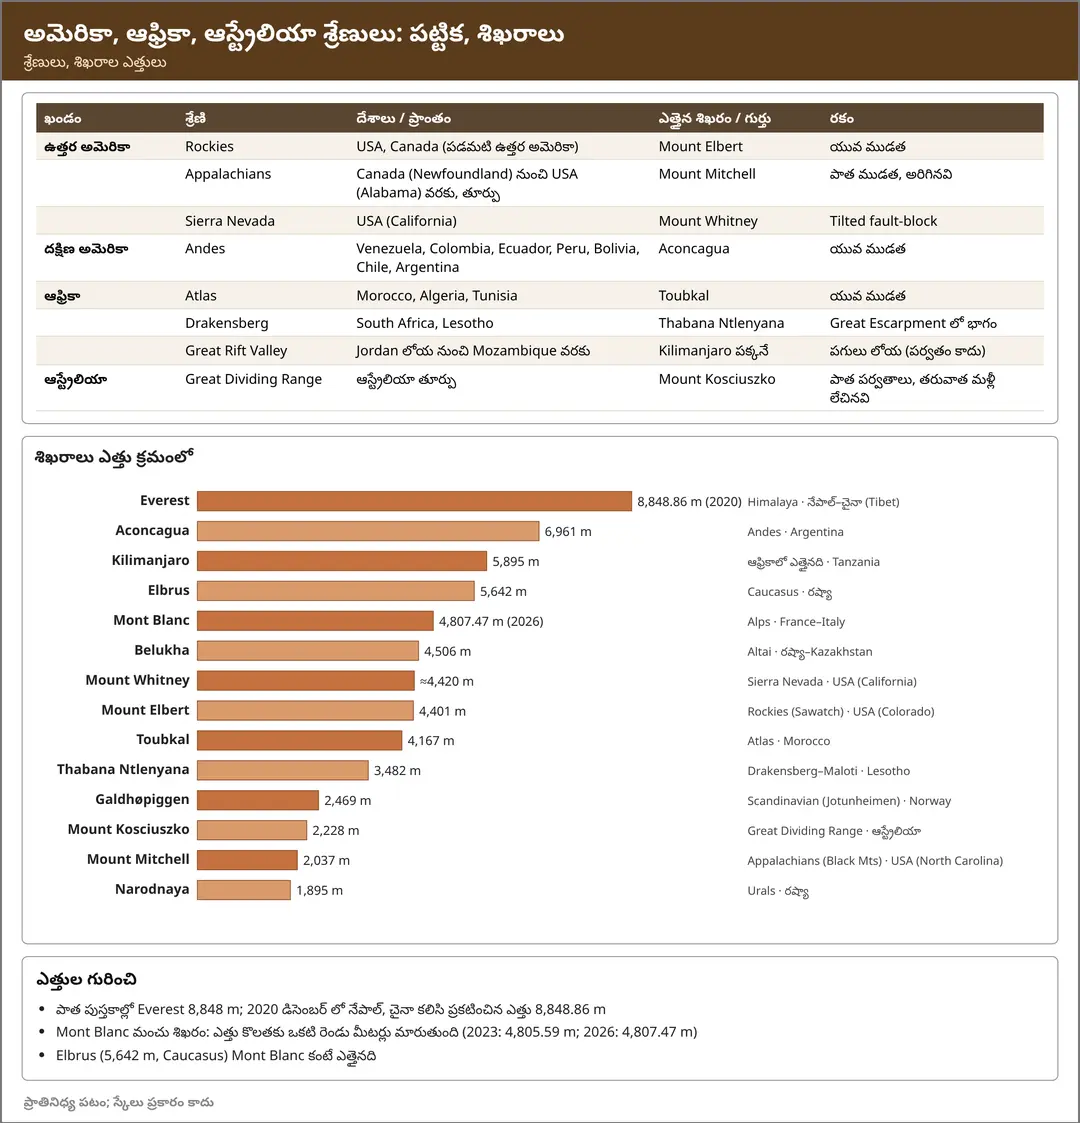 అమెరికా, ఆఫ్రికా, ఆస్ట్రేలియా శ్రేణులు: పట్టిక, శిఖరాలు
శ్రేణులు, శిఖరాల ఎత్తులు
ఖండం శ్రేణి దేశాలు / ప్రాంతం ఎత్తైన శిఖరం / గుర్తు రకం
ఉత్తర అమెరికా Rockies USA, Canada (పడమటి ఉత్తర అమెరికా) Mount Elbert యువ ముడత
Appalachians Canada (Newfoundland) నుంచి USA Mount Mitchell పాత ముడత, అరిగినవి
(Alabama) వరకు, తూర్పు
Sierra Nevada USA (California) Mount Whitney Tilted fault-block
దక్షిణ అమెరికా Andes Venezuela, Colombia, Ecuador, Peru, Bolivia, Aconcagua యువ ముడత
Chile, Argentina
ఆఫ్రికా Atlas Morocco, Algeria, Tunisia Toubkal యువ ముడత
Drakensberg South Africa, Lesotho Thabana Ntlenyana Great Escarpment లో భాగం
Great Rift Valley Jordan లోయ నుంచి Mozambique వరకు Kilimanjaro పక్కనే పగులు లోయ (పర్వతం కాదు)
ఆస్ట్రేలియా Great Dividing Range ఆస్ట్రేలియా తూర్పు Mount Kosciuszko పాత పర్వతాలు, తరువాత మళ్లీ
లేచినవి
శిఖరాలు ఎత్తు క్రమంలో
Everest 8,848.86 m (2020) Himalaya · నేపాల్–చైనా (Tibet)
Aconcagua 6,961 m Andes · Argentina
Kilimanjaro 5,895 m ఆఫ్రికాలో ఎత్తైనది · Tanzania
Elbrus 5,642 m Caucasus · రష్యా
Mont Blanc 4,807.47 m (2026) Alps · France–Italy
Belukha 4,506 m Altai · రష్యా–Kazakhstan
Mount Whitney ≈4,420 m Sierra Nevada · USA (California)
Mount Elbert 4,401 m Rockies (Sawatch) · USA (Colorado)
Toubkal 4,167 m Atlas · Morocco
Thabana Ntlenyana 3,482 m Drakensberg–Maloti · Lesotho
Galdhøpiggen 2,469 m Scandinavian (Jotunheimen) · Norway
Mount Kosciuszko 2,228 m Great Dividing Range · ఆస్ట్రేలియా
Mount Mitchell 2,037 m Appalachians (Black Mts) · USA (North Carolina)
Narodnaya 1,895 m Urals · రష్యా
ఎత్తుల గురించి
• పాత పుస్తకాల్లో Everest 8,848 m; 2020 డిసెంబర్ లో నేపాల్, చైనా కలిసి ప్రకటించిన ఎత్తు 8,848.86 m
• Mont Blanc మంచు శిఖరం: ఎత్తు కొలతకు ఒకటి రెండు మీటర్లు మారుతుంది (2023: 4,805.59 m; 2026: 4,807.47 m)
• Elbrus (5,642 m, Caucasus) Mont Blanc కంటే ఎత్తైనది
ప్రాతినిధ్య పటం; స్కేలు ప్రకారం కాదు